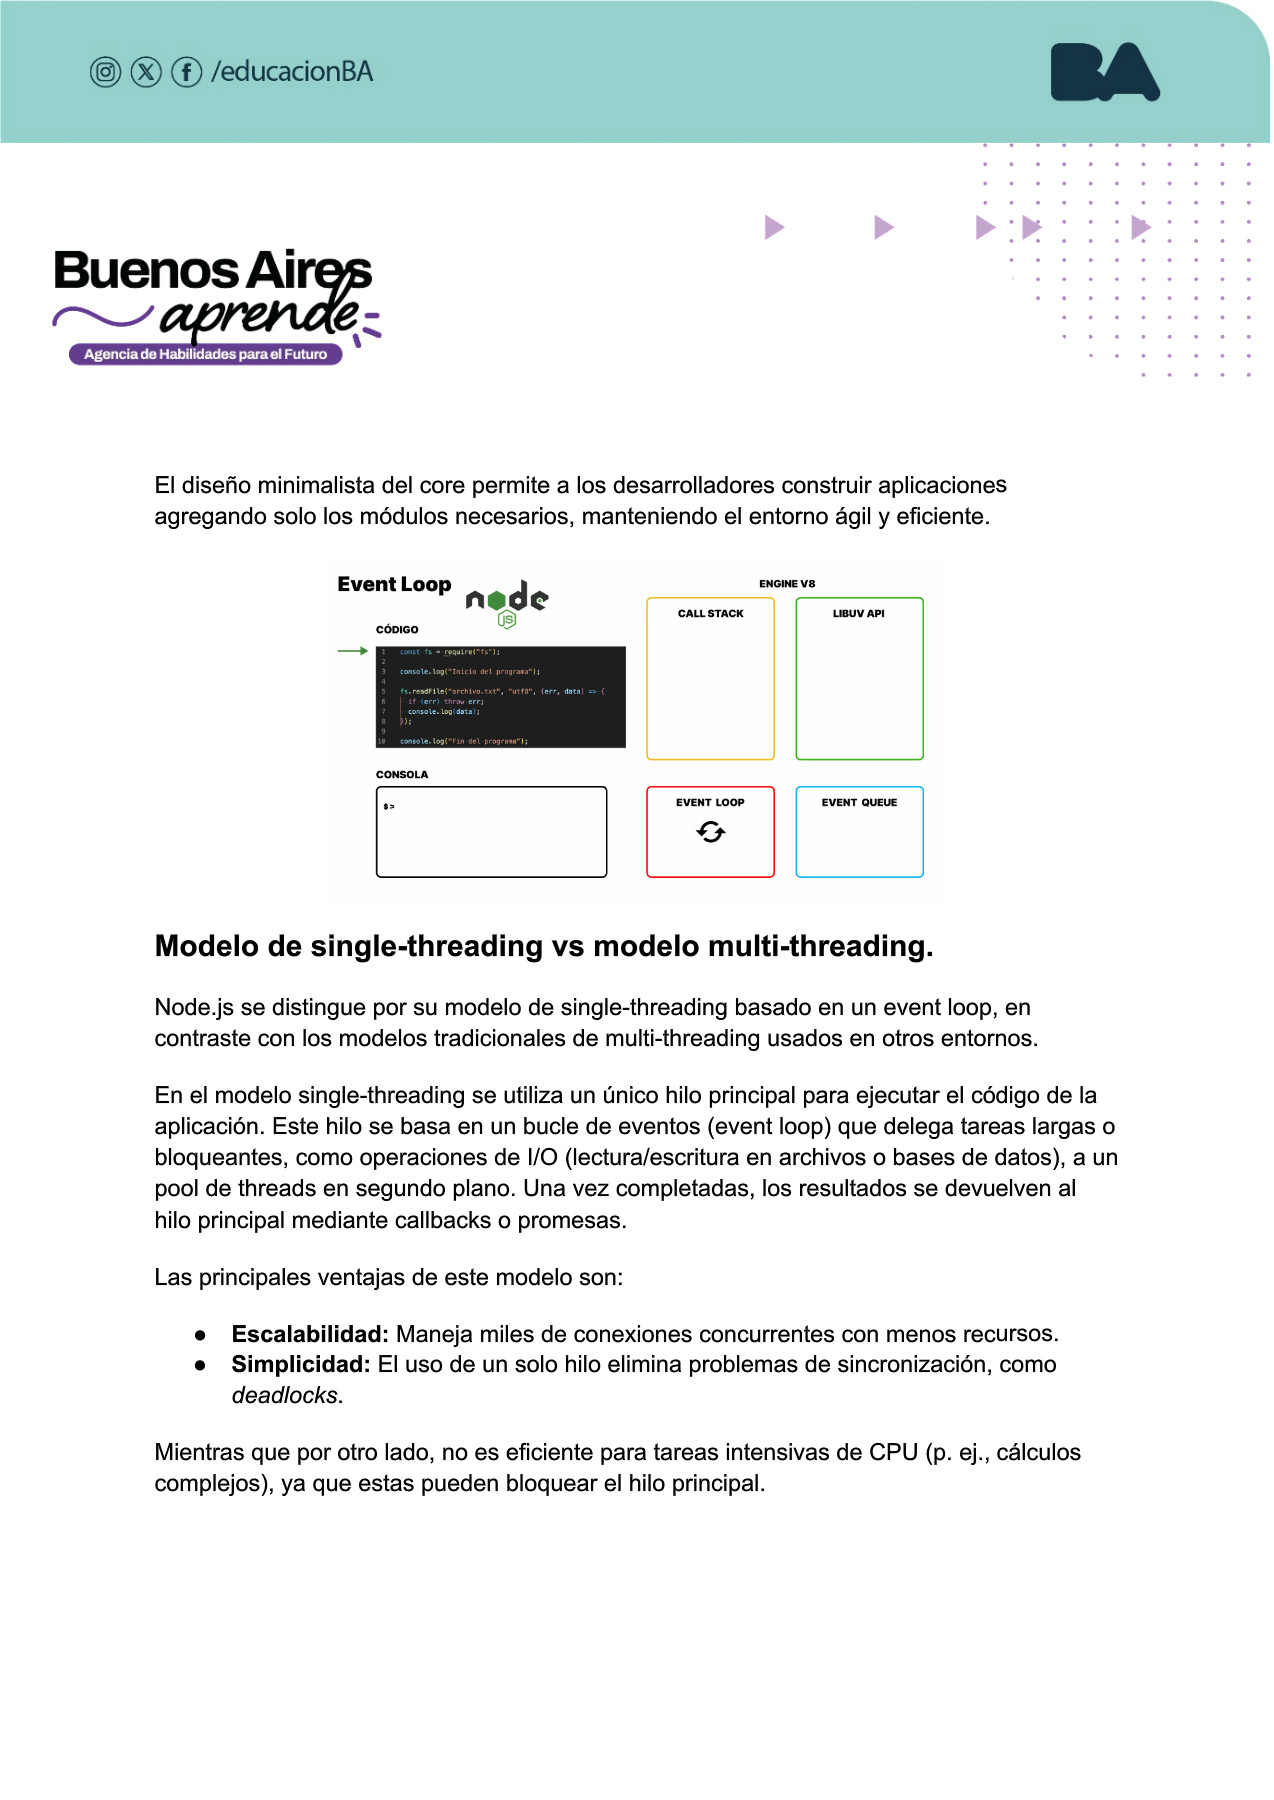 /educacionBA
BA
Buenos Aires
aprende
Agencia de Habilidades para el Futuro
El diseño minimalista del core permite a los desarrolladores construir aplicaciones
agregando solo los módulos necesarios, manteniendo el entorno ágil y eficiente.
Event Loop
node
JS
CÓDIGO
1 const fs = require("fs");
2
3 console.log("Inicio del programa");
4
5 fs.readFile("archivo.txt", "utf8", (err, data) => {
6 if (err) throw err;
7 console.log(data);
8 });
9
10 console.log("Fin del programa");
CONSOLA
$>
ENGINE V8
CALL STACK
LIBUV API
EVENT LOOP
EVENT QUEUE
Modelo de single-threading vs modelo multi-threading.
Node.js se distingue por su modelo de single-threading basado en un event loop, en
contraste con los modelos tradicionales de multi-threading usados en otros entornos.
En el modelo single-threading se utiliza un único hilo principal para ejecutar el código de la
aplicación. Este hilo se basa en un bucle de eventos (event loop) que delega tareas largas o
bloqueantes, como operaciones de I/O (lectura/escritura en archivos o bases de datos), a un
pool de threads en segundo plano. Una vez completadas, los resultados se devuelven al
hilo principal mediante callbacks o promesas.
Las principales ventajas de este modelo son:
● Escalabilidad: Maneja miles de conexiones concurrentes con menos recursos.
● Simplicidad: El uso de un solo hilo elimina problemas de sincronización, como
deadlocks.
Mientras que por otro lado, no es eficiente para tareas intensivas de CPU (p. ej., cálculos
complejos), ya que estas pueden bloquear el hilo principal.